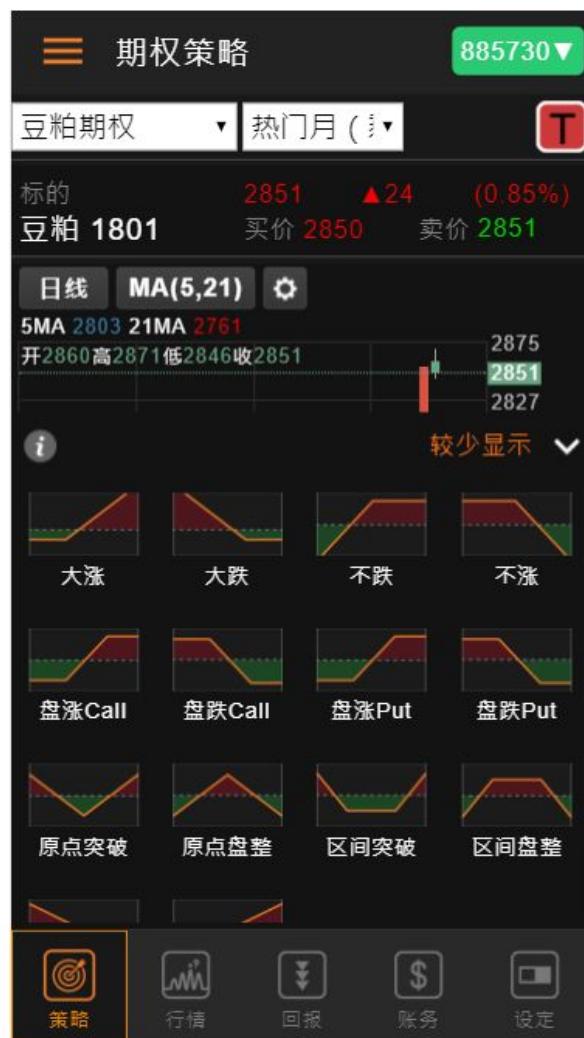 期权策略 885730▼
豆粕期权 ▼ 热门月 ( ▼ T
标的 2851 ▲24 (0.85%)
豆粕 1801 买价 2850 卖价 2851
日线 MA(5,21)
5MA 2803 21MA 2761
开2860高2871低2846收2851
2875
2851
2827
i 较少显示
大涨 大跌 不跌 不涨
盘涨Call 盘跌Call 盘涨Put 盘跌Put
原点突破 原点盘整 区间突破 区间盘整
$
策略 行情 回报 账务 设定